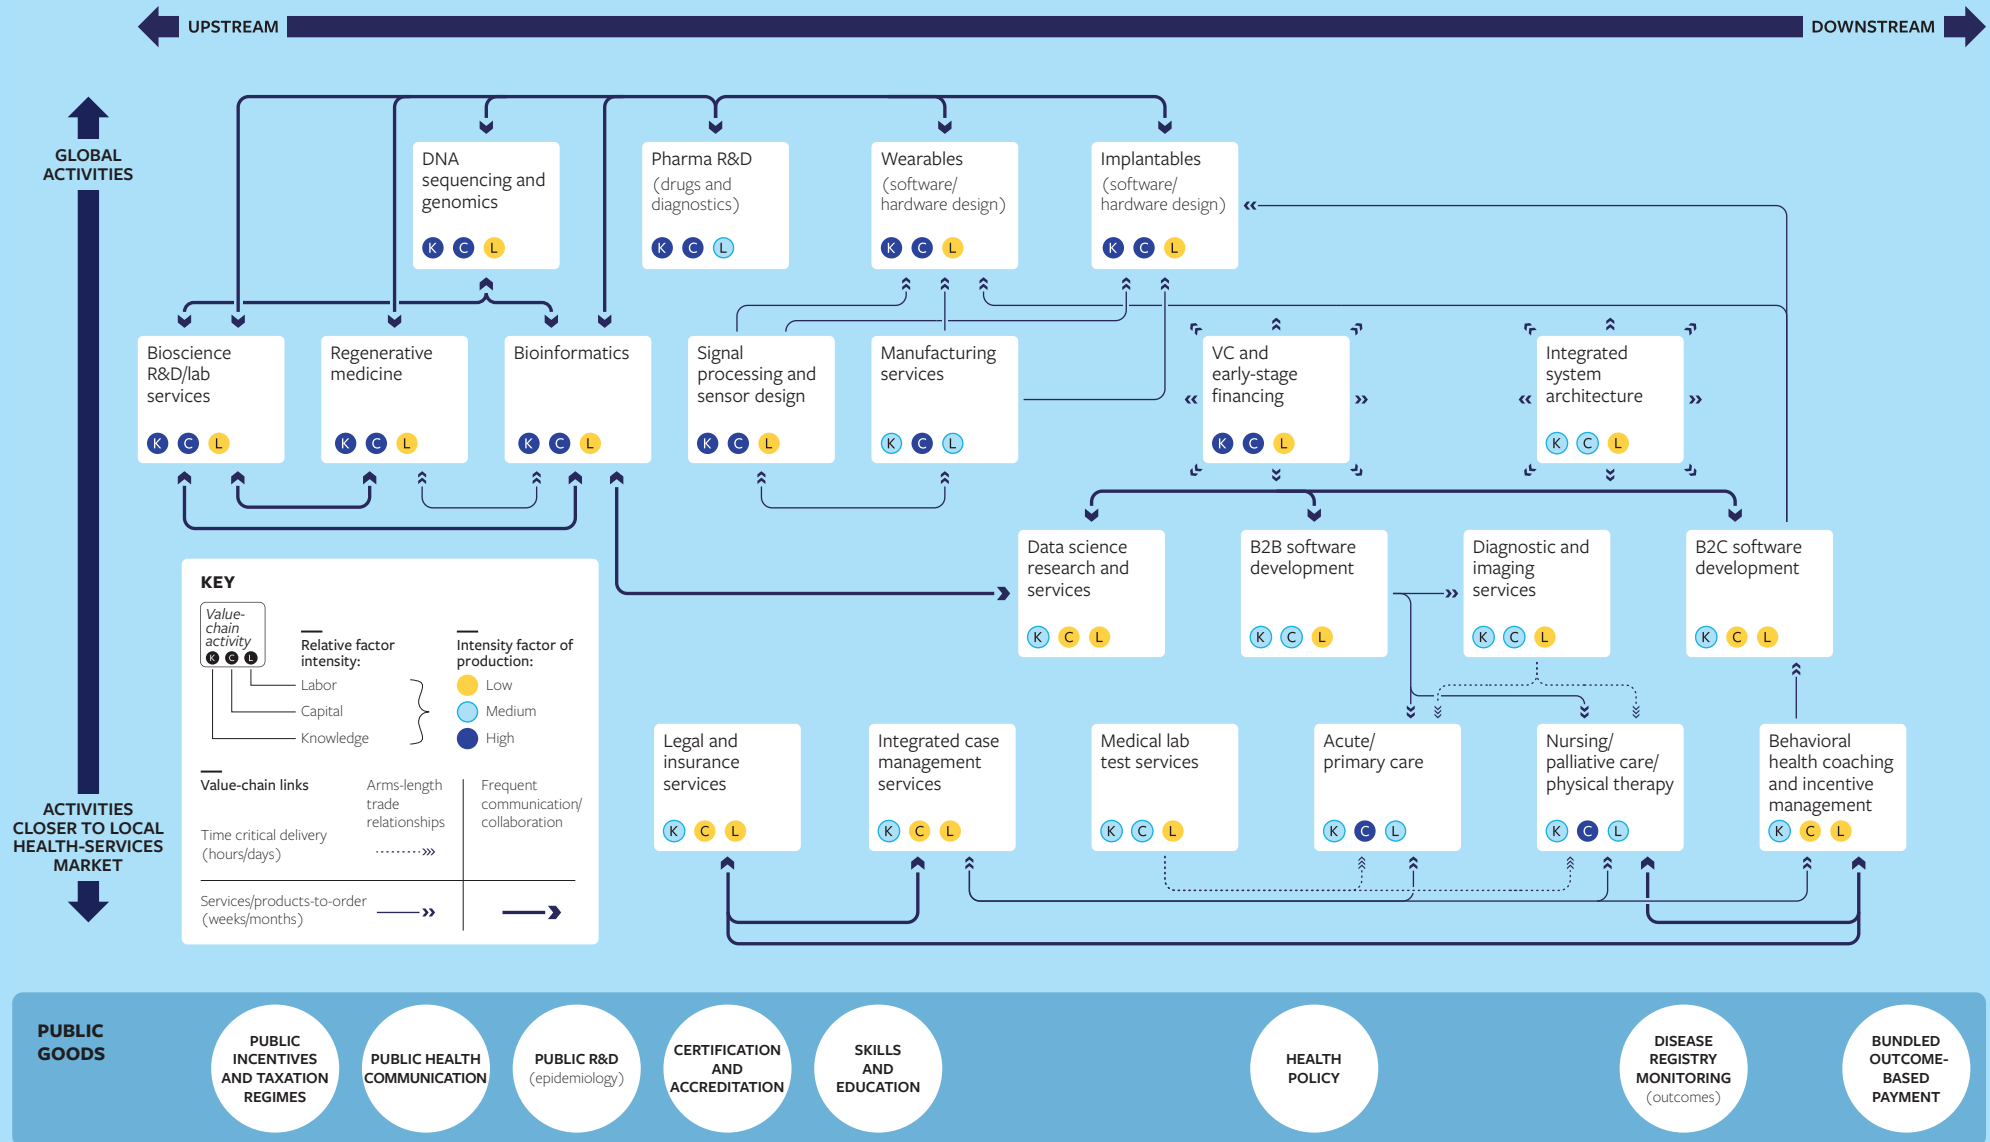 UPSTREAM
DOWNSTREAM
GLOBAL
ACTIVITIES
DNA
sequencing and
genomics
K C L
Pharma R&D
(drugs and
diagnostics)
K C L
Wearables
(software/
hardware design)
K C L
Implantables
(software/
hardware design)
K C L
Bioscience
R&D/lab
services
K C L
Regenerative
medicine
K C L
Bioinformatics
K C L
Signal
processing and
sensor design
K C L
Manufacturing
services
K C L
VC and
early-stage
financing
K C L
Integrated
system
architecture
K C L
Data science
research and
services
K C L
B2B software
development
K C L
Diagnostic and
imaging
services
K C L
B2C software
development
K C L
KEY
Value-
chain
activity
K C L
Relative factor
intensity:
Labor
Capital
Knowledge
Intensity factor of
production:
Low
Medium
High
Value-chain links
Arms-length
trade
relationships
Frequent
communication/
collaboration
Time critical delivery
(hours/days)
Services/products-to-order
(weeks/months)
Legal and
insurance
services
K C L
Integrated case
management
services
K C L
Medical lab
test services
K C L
Acute/
primary care
K C L
Nursing/
palliative care/
physical therapy
K C L
Behavioral
health coaching
and incentive
management
K C L
ACTIVITIES
CLOSER TO LOCAL
HEALTH-SERVICES
MARKET
PUBLIC
GOODS
PUBLIC
INCENTIVES
AND TAXATION
REGIMES
PUBLIC HEALTH
COMMUNICATION
PUBLIC R&D
(epidemiology)
CERTIFICATION
AND
ACCREDITATION
SKILLS
AND
EDUCATION
HEALTH
POLICY
DISEASE
REGISTRY
MONITORING
(outcomes)
BUNDLED
OUTCOME-
BASED
PAYMENT